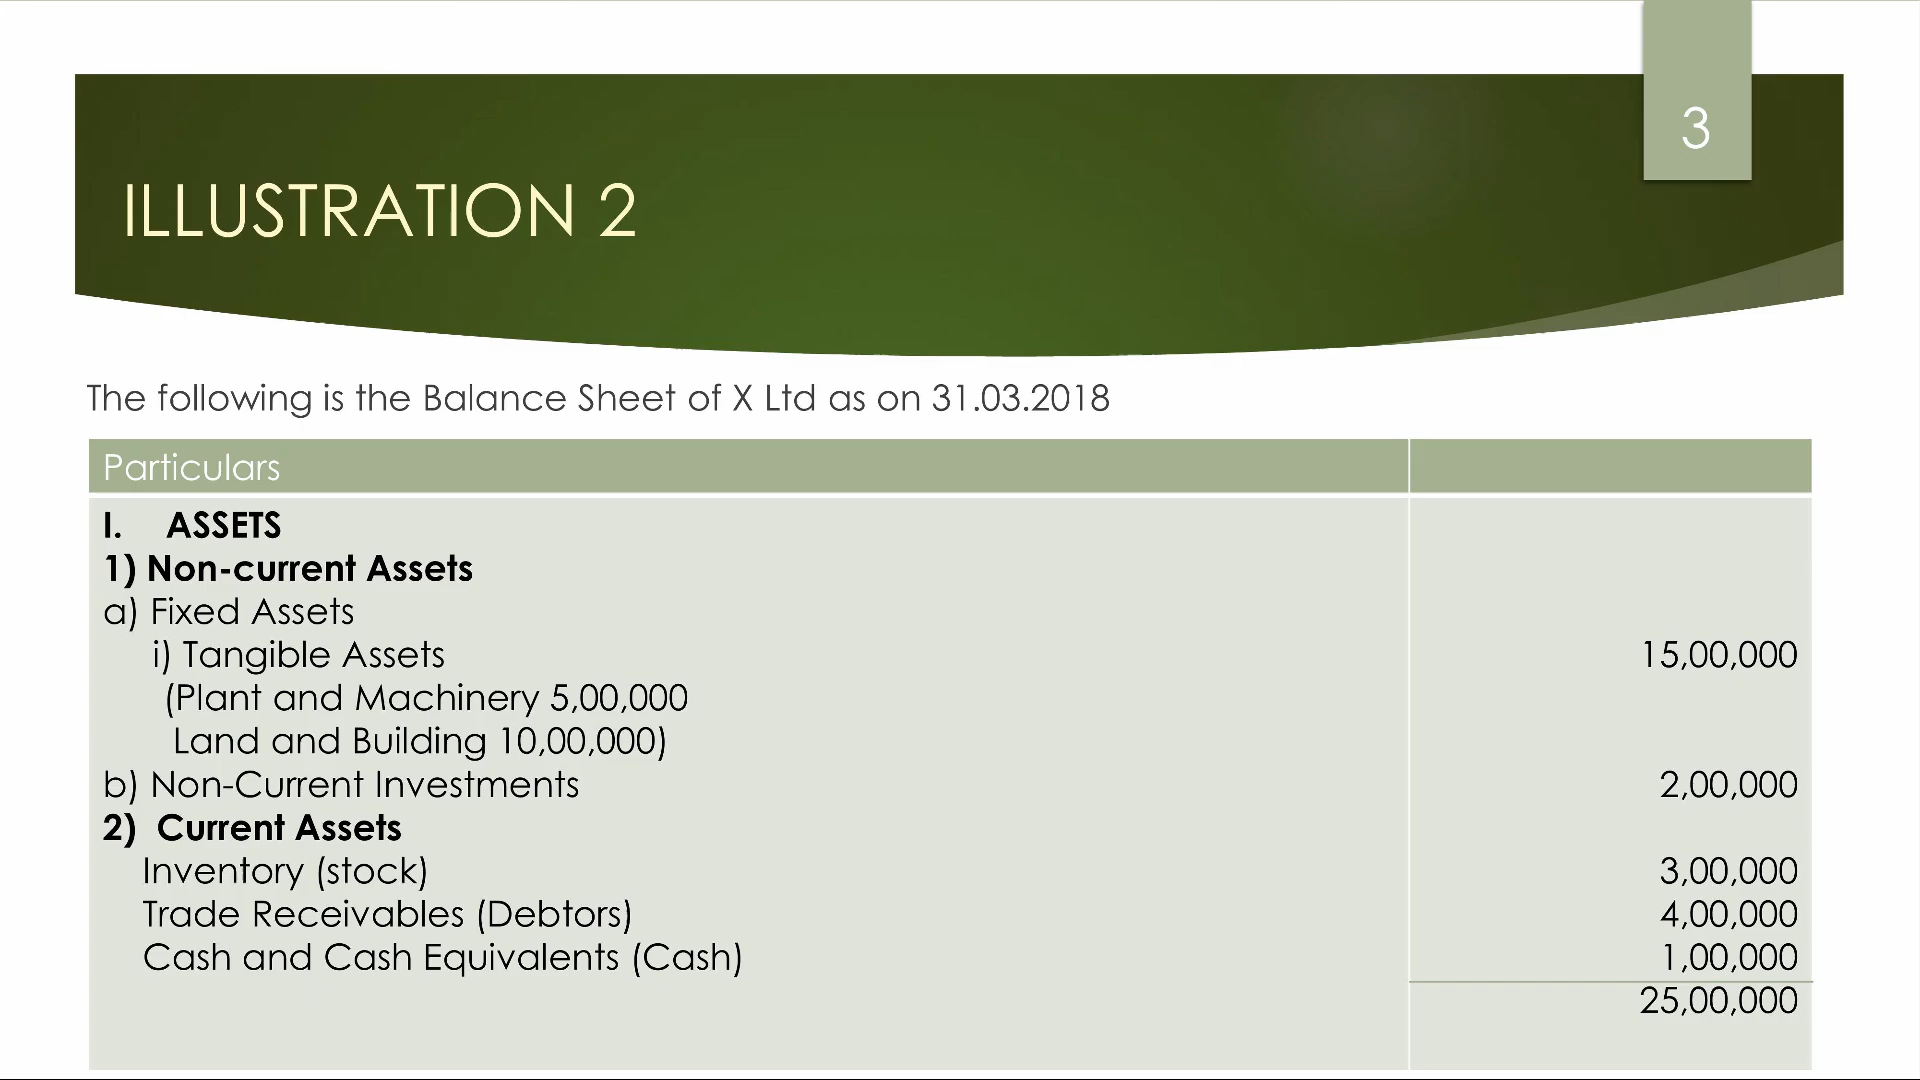 3
ILLUSTRATION 2
The following is the Balance Sheet of X Ltd as on 31.03.2018
Particulars
I. ASSETS
1) Non-current Assets
a) Fixed Assets
i) Tangible Assets 15,00,000
(Plant and Machinery 5,00,000
Land and Building 10,00,000)
b) Non-Current Investments 2,00,000
2) Current Assets
Inventory (stock) 3,00,000
Trade Receivables (Debtors) 4,00,000
Cash and Cash Equivalents (Cash) 1,00,000
25,00,000